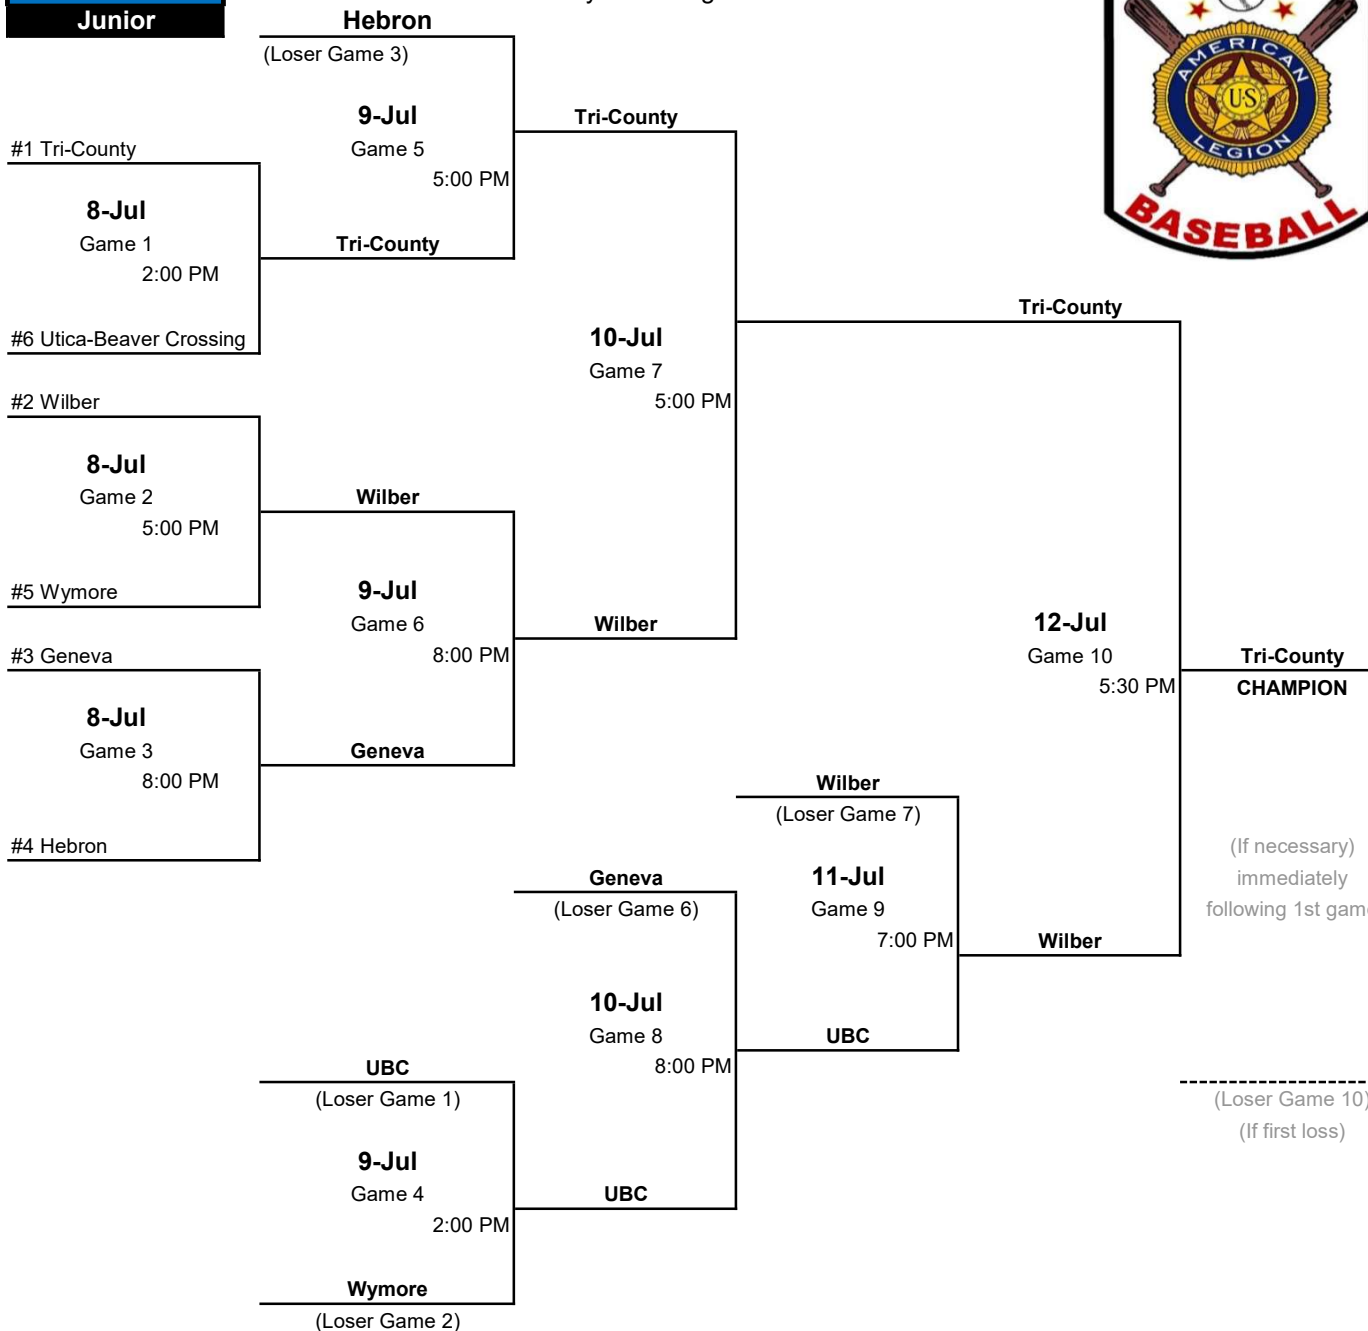 Junior
Hebron
(Loser Game 3)
9-Jul
Game 5
5:00 PM
Tri-County
#1 Tri-County
8-Jul
Game 1
2:00 PM
Tri-County
#6 Utica-Beaver Crossing
AMERICAN
US
LEGION
BASEBALL
Tri-County
10-Jul
Game 7
5:00 PM
#2 Wilber
8-Jul
Game 2
5:00 PM
Wilber
#5 Wymore
9-Jul
Game 6
8:00 PM
Wilber
#3 Geneva
8-Jul
Game 3
8:00 PM
Geneva
#4 Hebron
12-Jul
Game 10
5:30 PM
Tri-County
CHAMPION
Wilber
(Loser Game 7)
11-Jul
Game 9
7:00 PM
Wilber
(If necessary)
immediately
following 1st gam
Geneva
(Loser Game 6)
10-Jul
Game 8
8:00 PM
UBC
UBC
(Loser Game 1)
9-Jul
Game 4
2:00 PM
UBC
Wymore
(Loser Game 2)
(Loser Game 10)
(If first loss)